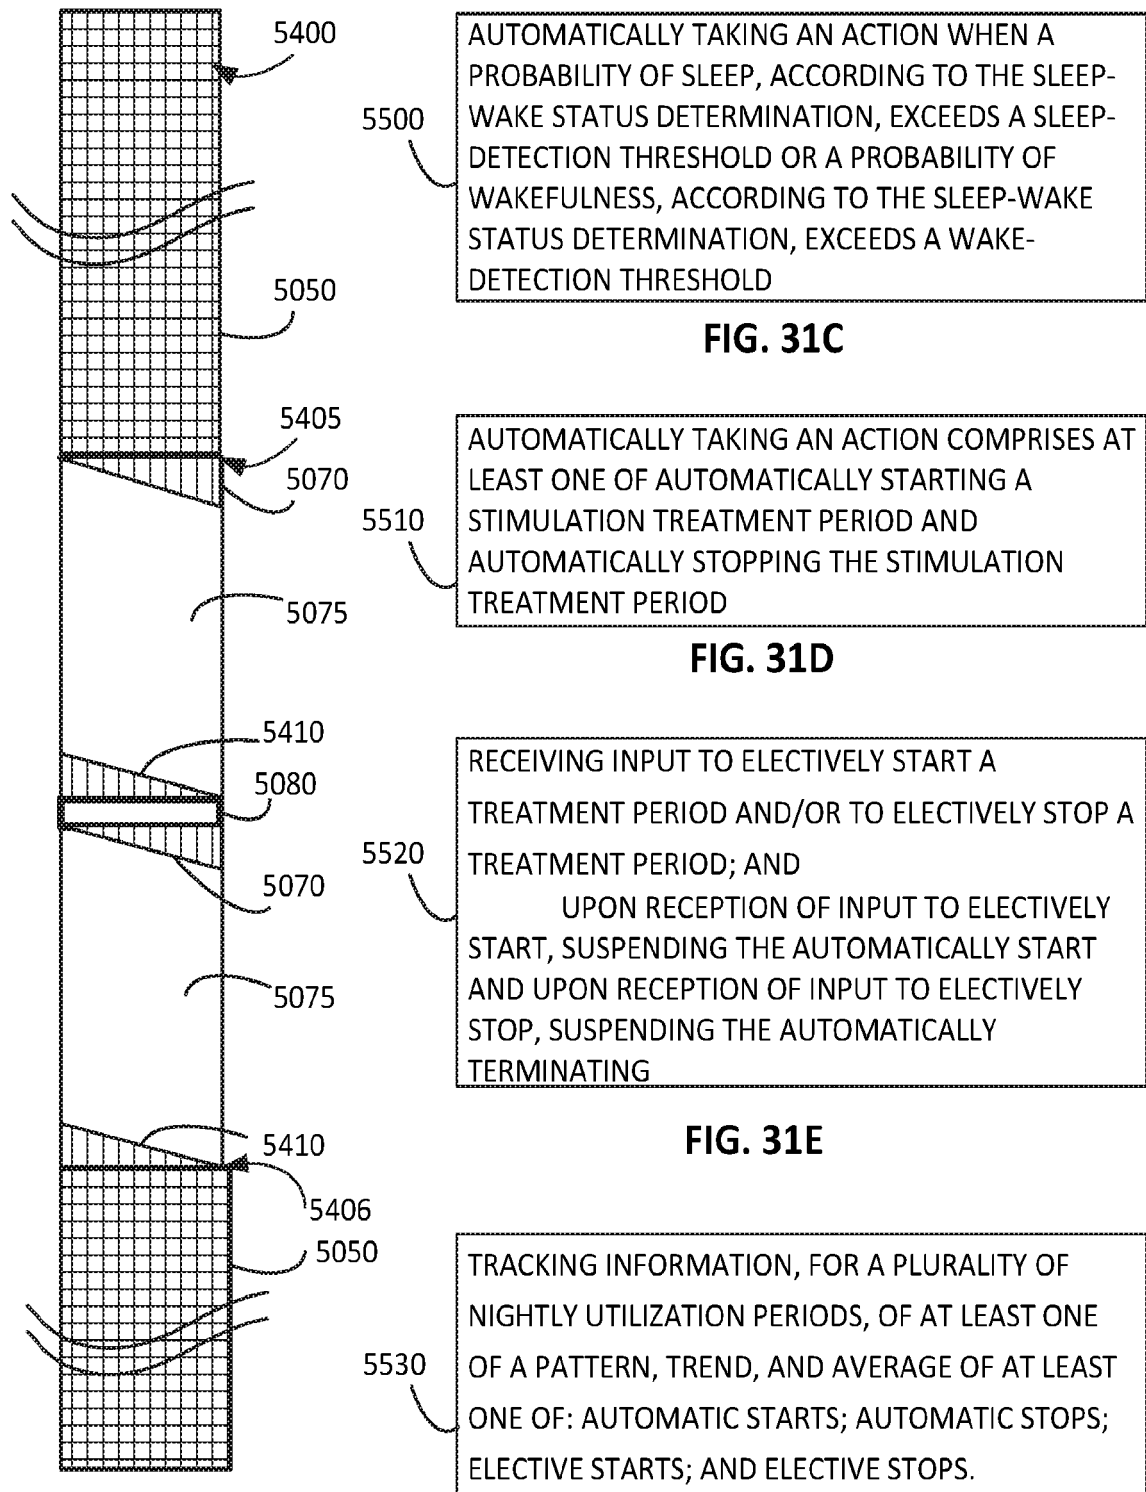 5400
5050
5405
5070
5075
5410
5080
5070
5075
5410
5406
5050
5500
AUTOMATICALLY TAKING AN ACTION WHEN A
PROBABILITY OF SLEEP, ACCORDING TO THE SLEEP-
WAKE STATUS DETERMINATION, EXCEEDS A SLEEP-
DETECTION THRESHOLD OR A PROBABILITY OF
WAKEFULNESS, ACCORDING TO THE SLEEP-WAKE
STATUS DETERMINATION, EXCEEDS A WAKE-
DETECTION THRESHOLD
FIG. 31C
5510
AUTOMATICALLY TAKING AN ACTION COMPRISES AT
LEAST ONE OF AUTOMATICALLY STARTING A
STIMULATION TREATMENT PERIOD AND
AUTOMATICALLY STOPPING THE STIMULATION
TREATMENT PERIOD
FIG. 31D
5520
RECEIVING INPUT TO ELECTIVELY START A
TREATMENT PERIOD AND/OR TO ELECTIVELY STOP A
TREATMENT PERIOD; AND
UPON RECEPTION OF INPUT TO ELECTIVELY
START, SUSPENDING THE AUTOMATICALLY START
AND UPON RECEPTION OF INPUT TO ELECTIVELY
STOP, SUSPENDING THE AUTOMATICALLY
TERMINATING
FIG. 31E
5530
TRACKING INFORMATION, FOR A PLURALITY OF
NIGHTLY UTILIZATION PERIODS, OF AT LEAST ONE
OF A PATTERN, TREND, AND AVERAGE OF AT LEAST
ONE OF: AUTOMATIC STARTS; AUTOMATIC STOPS;
ELECTIVE STARTS; AND ELECTIVE STOPS.